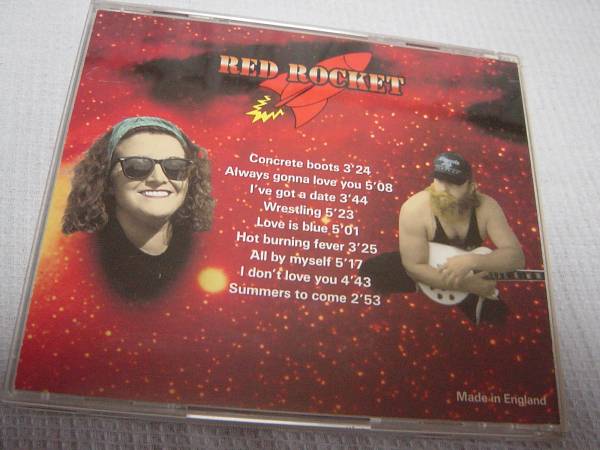 RED ROCKET
Concrete boots 3'24
Always gonna love you 5'08
I've got a date 3'44
Wrestling 5'23
Love is blue 5'01
Hot burning fever 3'25
All by myself 5'17
I don't love you 4'43
Summers to come 2'53
Made in England